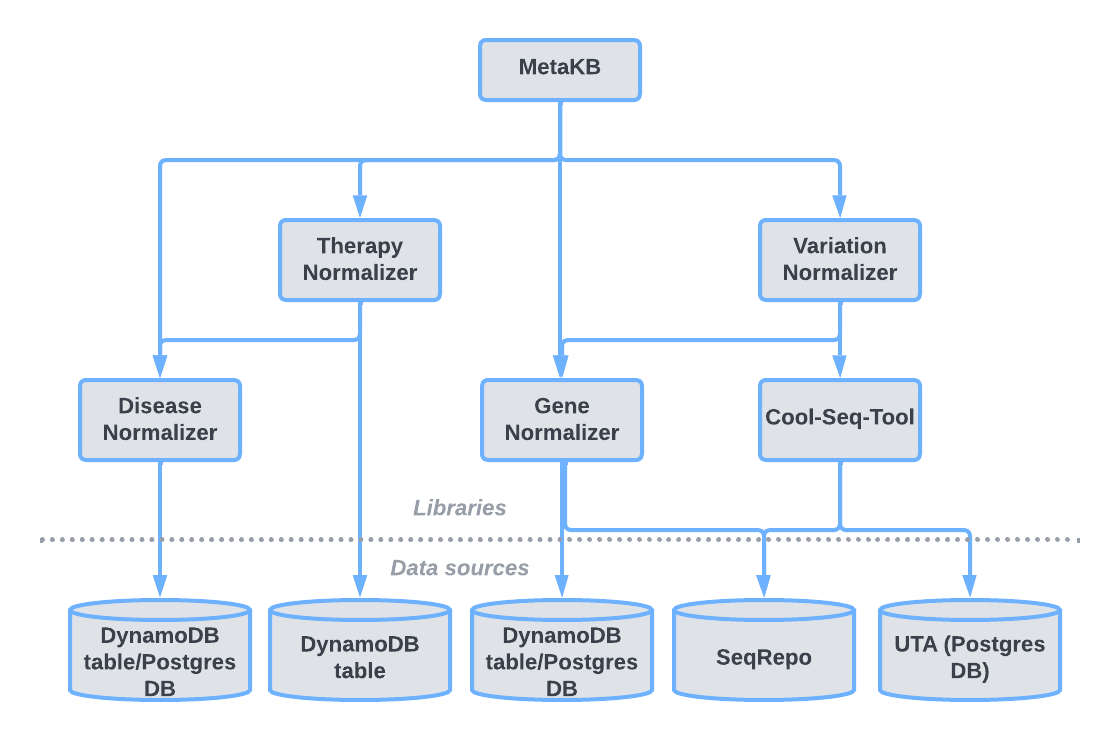 MetaKB
Therapy
Normalizer
Variation
Normalizer
Disease
Normalizer
Gene
Normalizer
Cool-Seq-Tool
Libraries
Data sources
DynamoDB
table/Postgres
DB
DynamoDB
table
DynamoDB
table/Postgres
DB
SeqRepo
UTA (Postgres
DB)